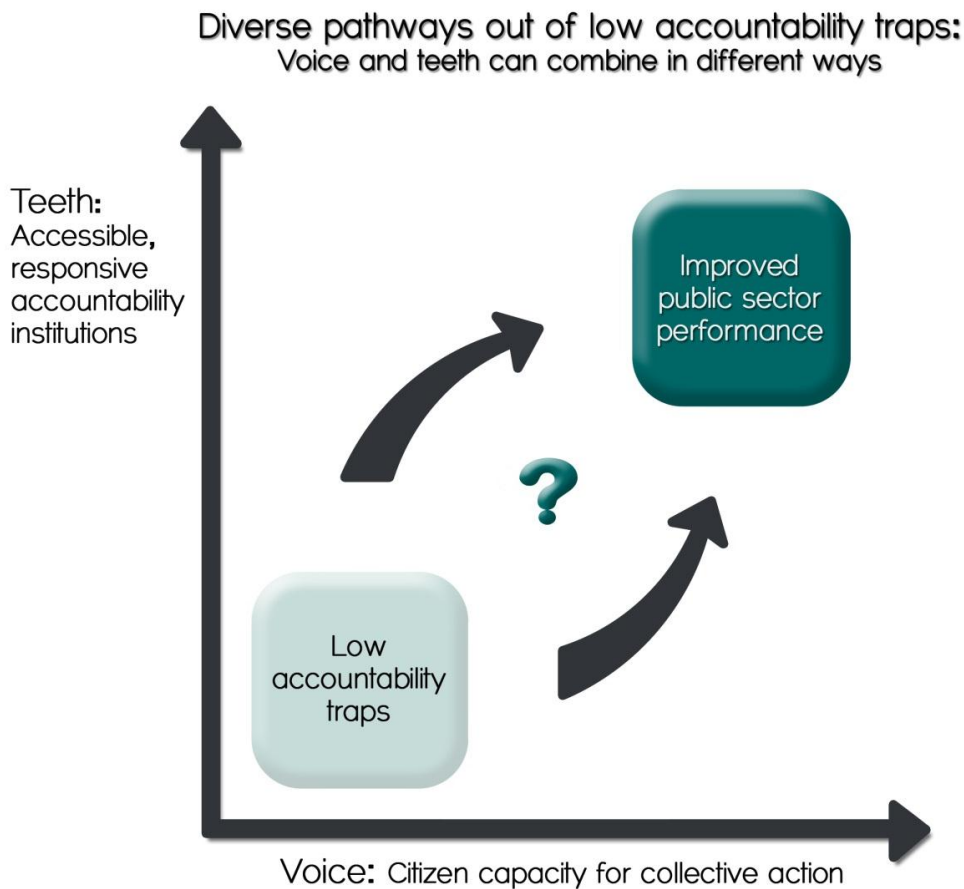 Diverse pathways out of low accountability traps:
Voice and teeth can combine in different ways
Teeth:
Accessible,
responsive
accountability
institutions
Improved
public sector
performance
?
Low
accountability
traps
Voice: Citizen capacity for collective action